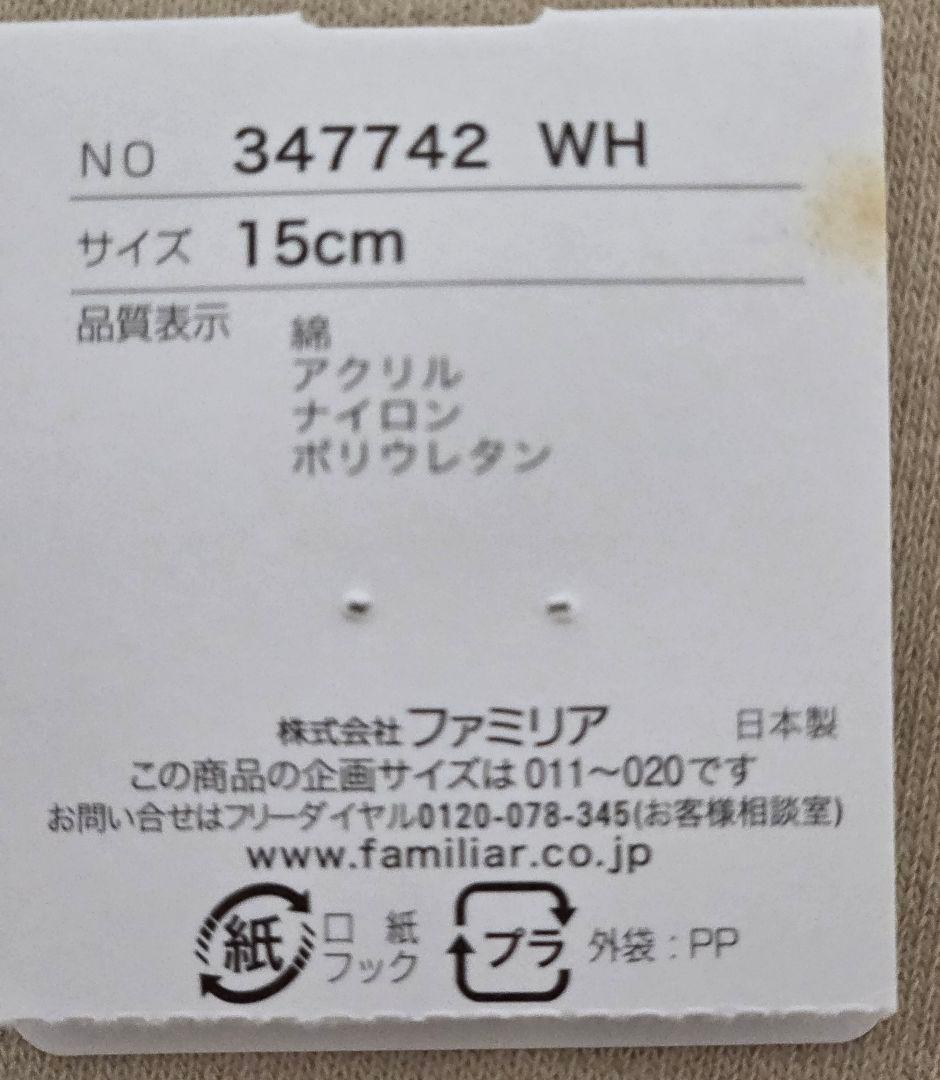 NO 347742 WH
サイズ 15cm
品質表示 綿
アクリル
ナイロン
ポリウレタン
株式会社ファミリア 日本製
この商品の企画サイズは011〜020です
お問い合せはフリーダイヤル0120-078-345(お客様相談室)
www.familiar.co.jp
紙 口 紙 プラ 外袋:PP
フック